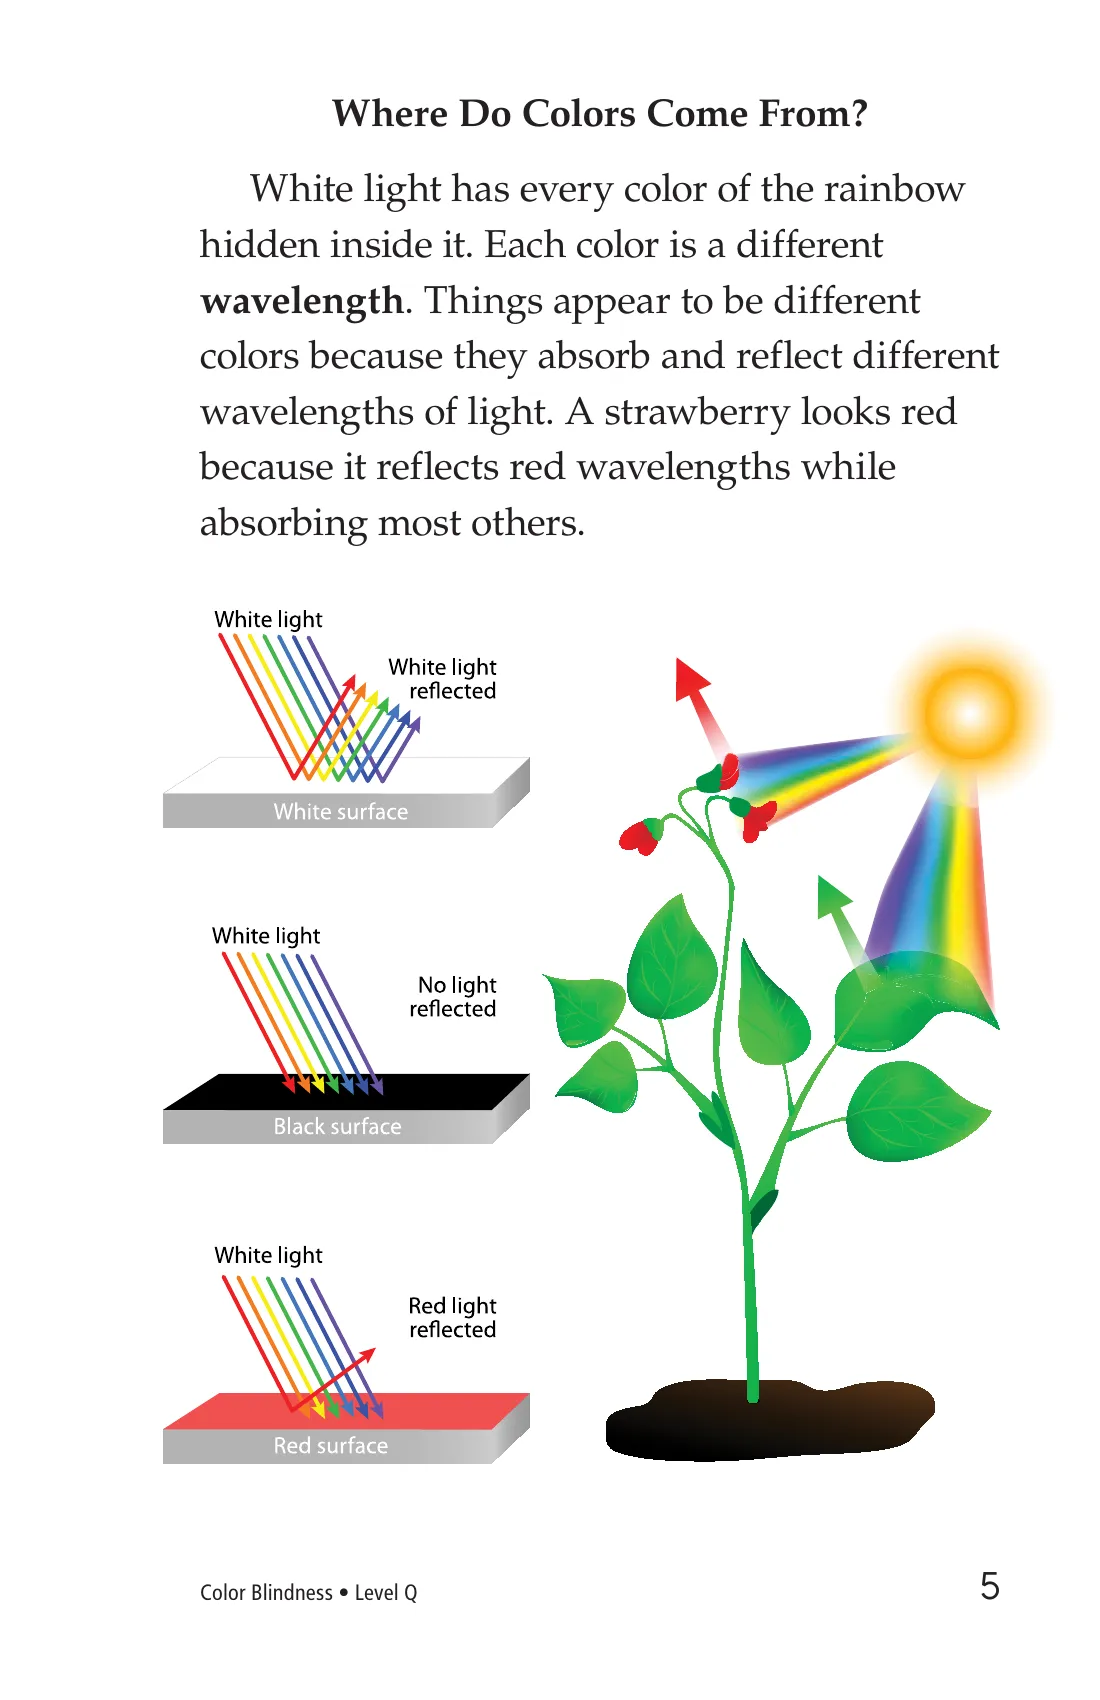 Where Do Colors Come From?
White light has every color of the rainbow
hidden inside it. Each color is a different
wavelength. Things appear to be different
colors because they absorb and reflect different
wavelengths of light. A strawberry looks red
because it reflects red wavelengths while
absorbing most others.
White light
White light
reflected
White surface
White light
No light
reflected
Black surface
White light
Red light
reflected
Red surface
Color Blindness • Level Q
5